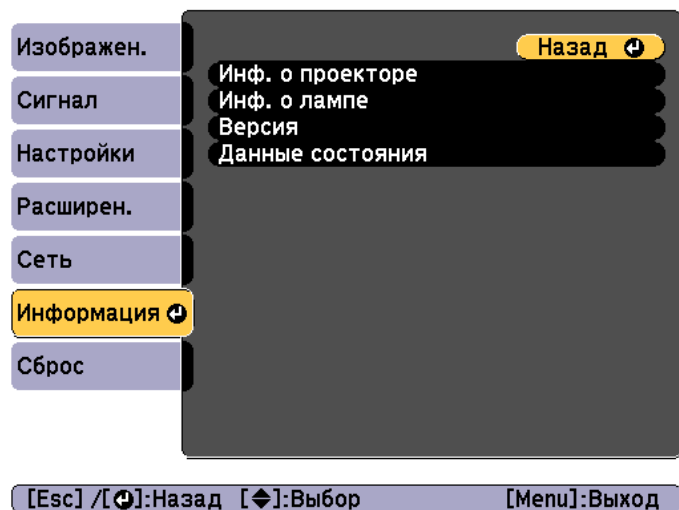 Изображен.
Сигнал
Настройки
Расширен.
Сеть
Информация
Сброс
Назад
Инф. о проекторе
Инф. о лампе
Версия
Данные состояния
[Esc] /[⏎]:Назад [◆]:Выбор [Menu]:Выход